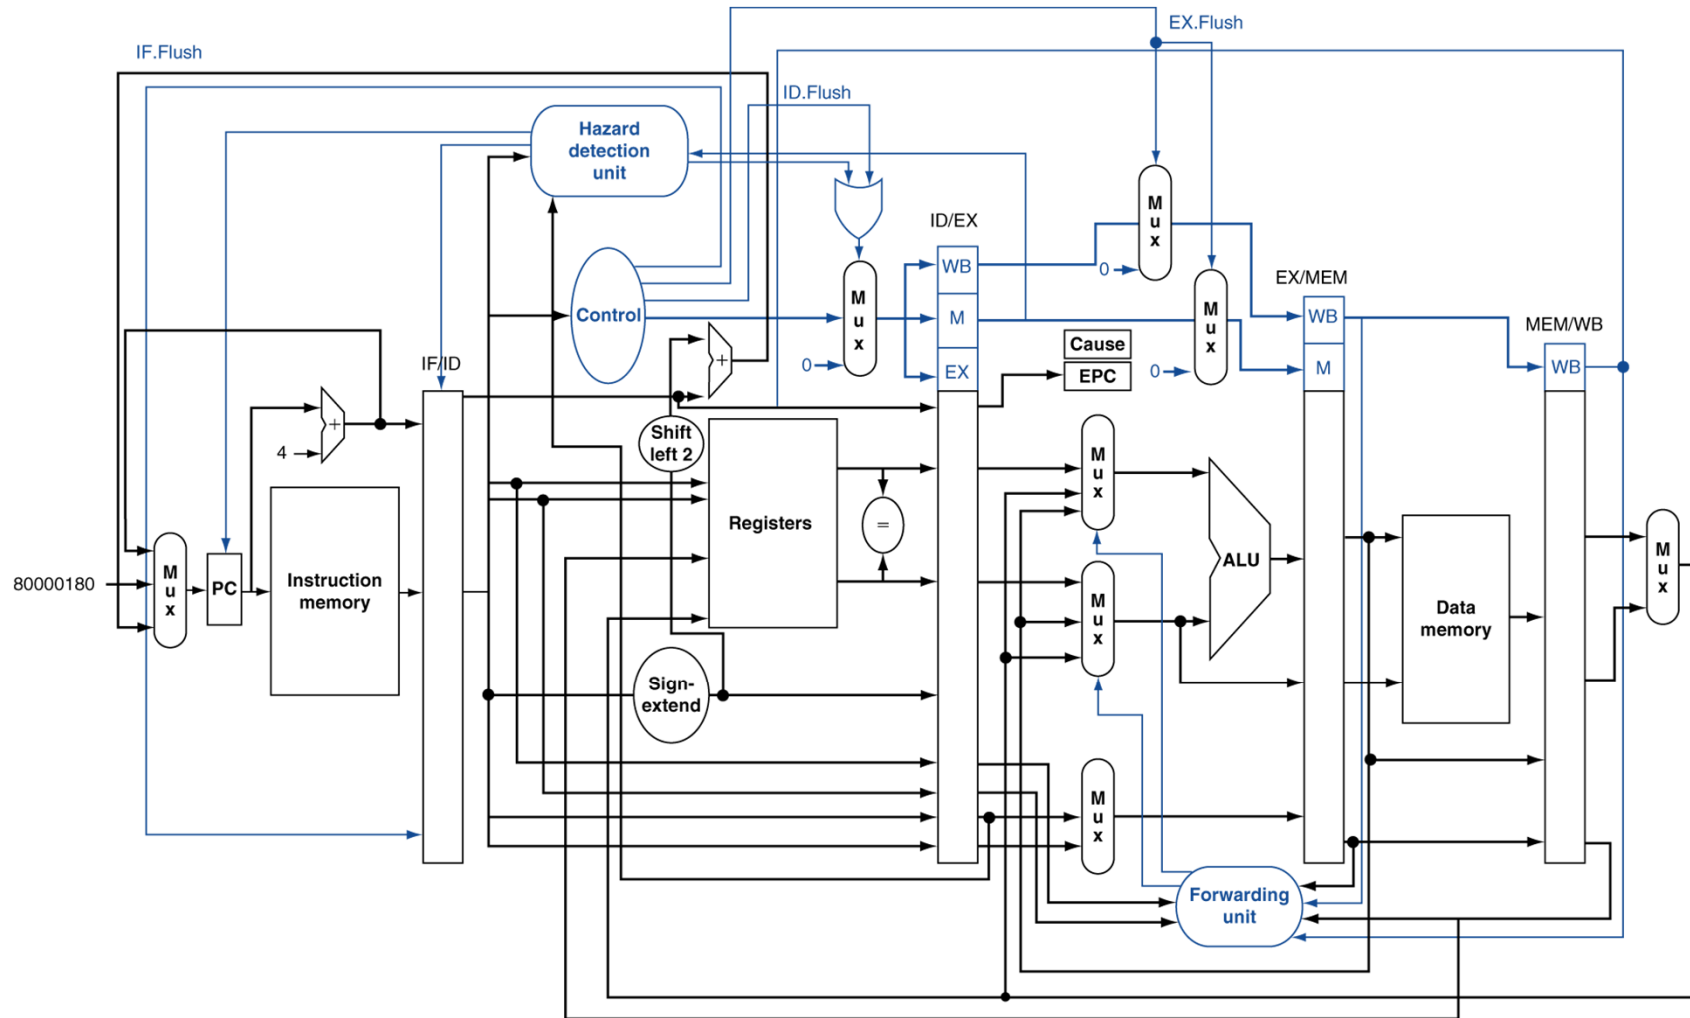 EX.Flush
IF.Flush
ID.Flush
Hazard
detection
unit
M
u
x
ID/EX
WB
0
EX/MEM
M
u
x
Control
M
u
x
M
WB
MEM/WB
+
Cause
IF/ID
0
EX
EPC
0
M
WB
+
4
Shift
left 2
M
u
x
Registers
=
M
u
x
80000180
M
u
x
PC
Instruction
memory
ALU
M
u
x
Data
memory
Sign-
extend
M
u
x
Forwarding
unit